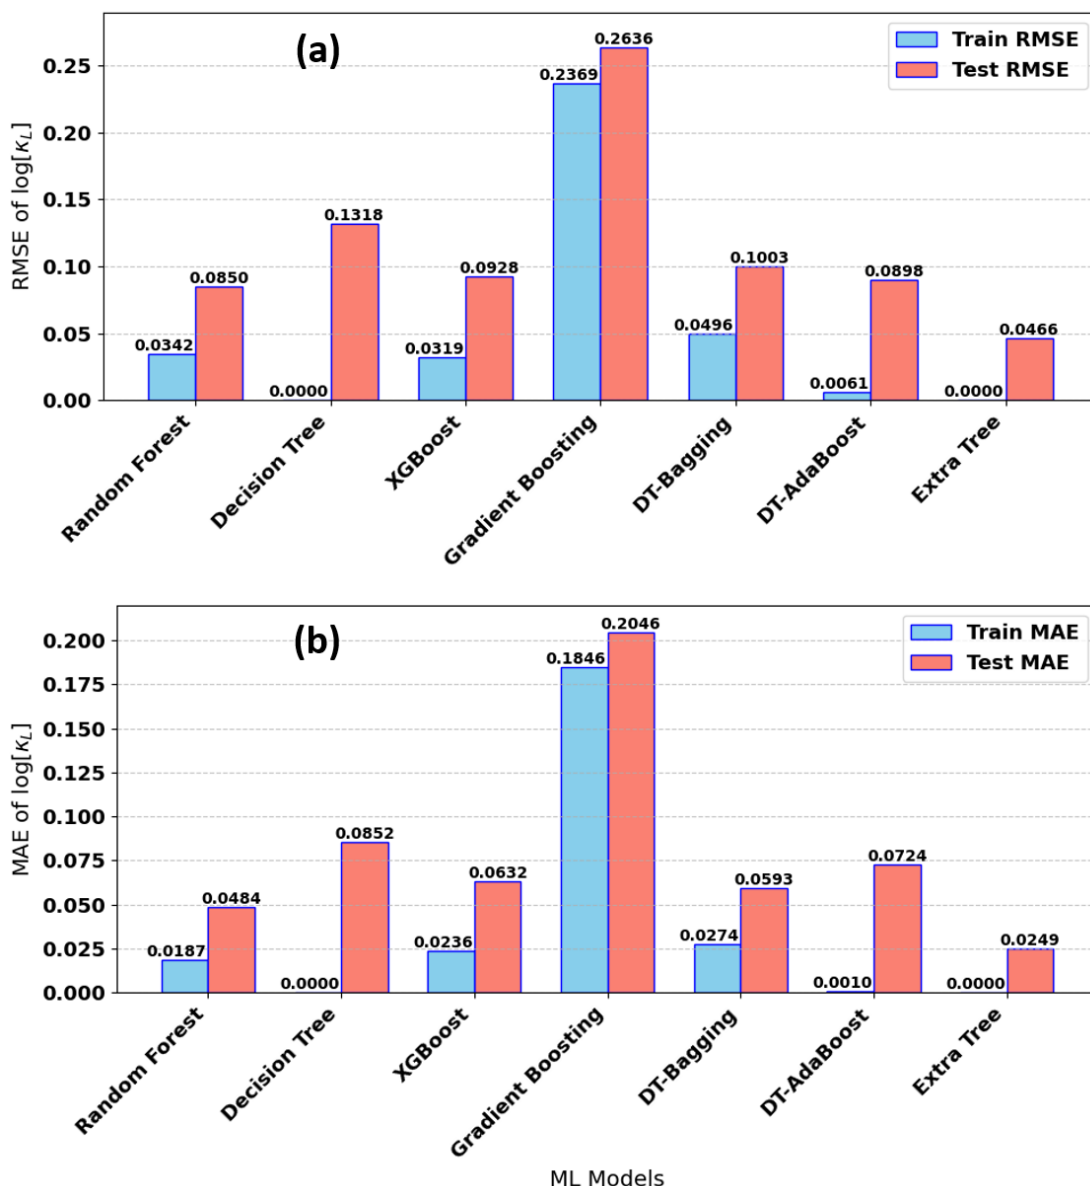 (a)
Train RMSE
Test RMSE
RMSE of log[κL]
0.25
0.20
0.15
0.10
0.05
0.00
0.0342
0.0850
0.0000
0.1318
0.0319
0.0928
0.2369
0.2636
0.0496
0.1003
0.0061
0.0898
0.0000
0.0466
Random Forest
Decision Tree
XGBoost
Gradient Boosting
DT-Bagging
DT-AdaBoost
Extra Tree
(b)
Train MAE
Test MAE
MAE of log[κL]
0.200
0.175
0.150
0.125
0.100
0.075
0.050
0.025
0.000
0.0187
0.0484
0.0000
0.0852
0.0236
0.0632
0.1846
0.2046
0.0274
0.0593
0.0010
0.0724
0.0000
0.0249
Random Forest
Decision Tree
XGBoost
Gradient Boosting
DT-Bagging
DT-AdaBoost
Extra Tree
ML Models